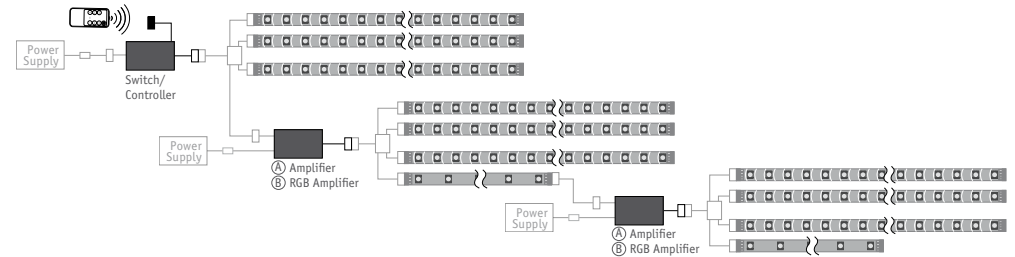 Power
Supply
Switch/
Controller
Power
Supply
Ⓐ Amplifier
Ⓑ RGB Amplifier
Power
Supply
Ⓐ Amplifier
Ⓑ RGB Amplifier